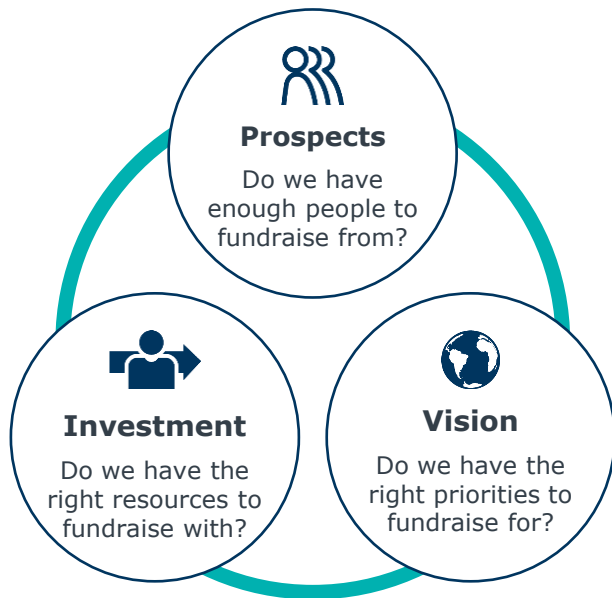 Prospects
Do we have
enough people to
fundraise from?
Investment
Do we have the
right resources to
fundraise with?
Vision
Do we have the
right priorities to
fundraise for?